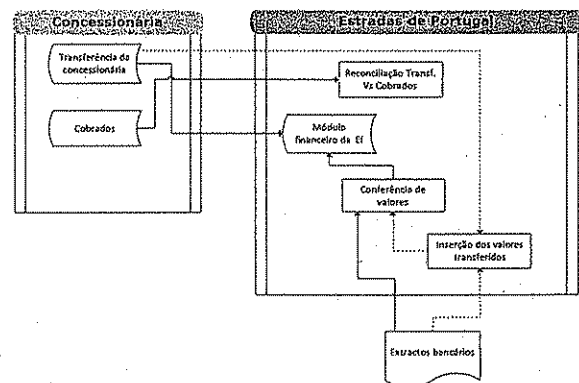 Concessionária
Estradas de Portugal
Transferência da
concessionária
Reconciliação Transf.
Vs Cobrados
Cobrados
Módulo
financeiro da EI
Conferência de
valores
Inserção dos valores
transferidos
Extractos bancários